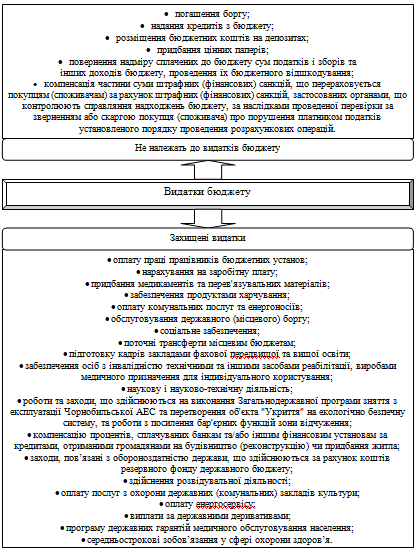 • погашення боргу;
• надання кредитів з бюджету;
• розміщення бюджетних коштів на депозитах;
• придбання цінних паперів;
• повернення надміру сплачених до бюджету сум податків і зборів та
інших доходів бюджету, проведення їх бюджетного відшкодування;
• компенсація частини суми штрафних (фінансових) санкцій, що перераховується
покупцям (споживачам) за рахунок штрафних (фінансових) санкцій, застосованих органами, що
контролюють справляння надходжень бюджету, за наслідками проведеної перевірки за
зверненням або скаргою покупця (споживача) про порушення платником податків
установленого порядку проведення розрахункових операцій.
Не належать до видатків бюджету
Видатки бюджету
Захищені видатки
• оплату праці працівників бюджетних установ;
• нарахування на заробітну плату;
• придбання медикаментів та перев'язувальних матеріалів;
• забезпечення продуктами харчування;
• оплату комунальних послуг та енергоносіїв;
• обслуговування державного (місцевого) боргу;
• соціальне забезпечення;
• поточні трансферти місцевим бюджетам;
• підготовку кадрів закладами фахової передвищої та вищої освіти;
• забезпечення осіб з інвалідністю технічними та іншими засобами реабілітації, виробами
медичного призначення для індивідуального користування;
• наукову і науково-технічну діяльність;
• роботи та заходи, що здійснюються на виконання Загальнодержавної програми зняття з
експлуатації Чорнобильської АЕС та перетворення об'єкта "Укриття" на екологічно безпечну
систему, та роботи з посилення бар'єрних функцій зони відчуження;
• компенсацію процентів, сплачуваних банкам та/або іншим фінансовим установам за
кредитами, отриманими громадянами на будівництво (реконструкцію) чи придбання житла;
• заходи, пов’язані з обороноздатністю держави, що здійснюються за рахунок коштів
резервного фонду державного бюджету;
• здійснення розвідувальної діяльності;
• оплату послуг з охорони державних (комунальних) закладів культури;
• оплату енергосервісу;
• виплати за державними деривативами;
• програму державних гарантій медичного обслуговування населення;
• середньострокові зобов’язання у сфері охорони здоров’я.